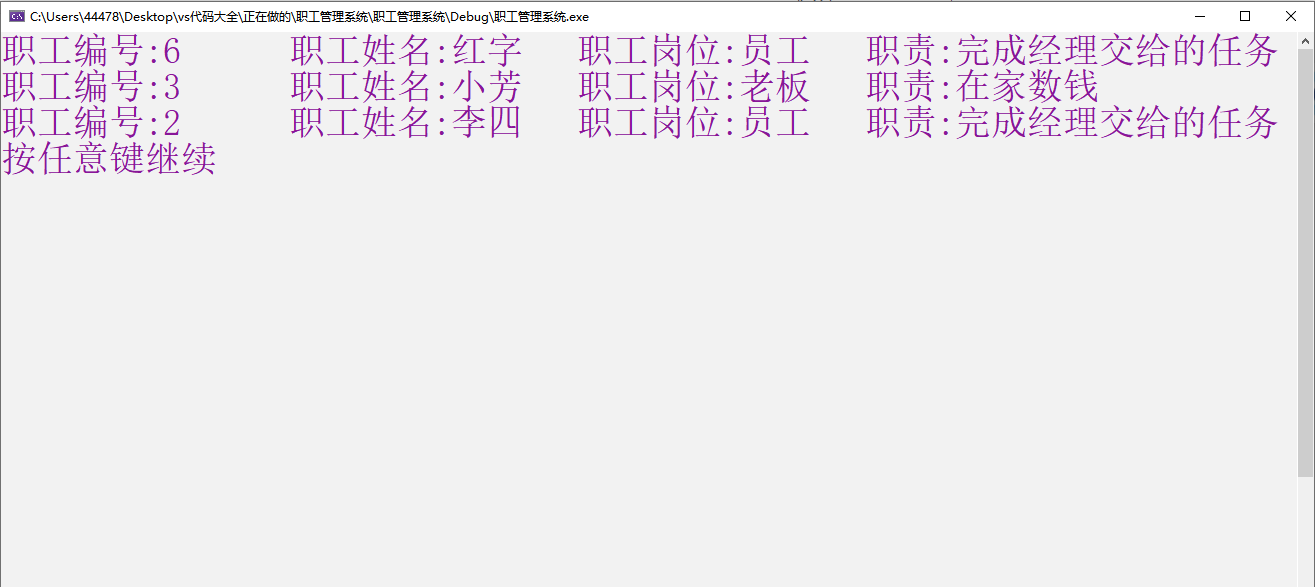 C:\Users\44478\Desktop\vs代码大全\正在做的\职工管理系统\职工管理系统\Debug\职工管理系统.exe
职工编号:6 职工姓名:红字 职工岗位:员工 职责:完成经理交给的任务
职工编号:3 职工姓名:小芳 职工岗位:老板 职责:在家数钱
职工编号:2 职工姓名:李四 职工岗位:员工 职责:完成经理交给的任务
按任意键继续